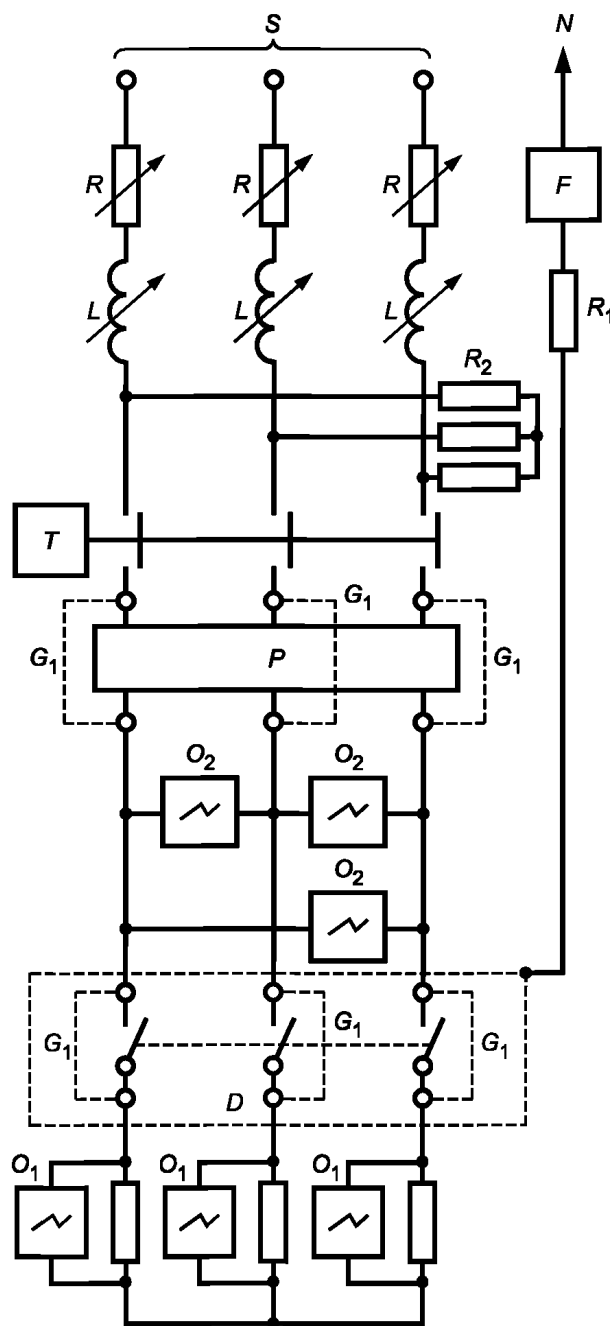 S N
R R R F
L L L R₁
R₂
T
G₁
G₁ P G₁
O₂ O₂
O₂
G₁ G₁ G₁
D
O₁ O₁ O₁